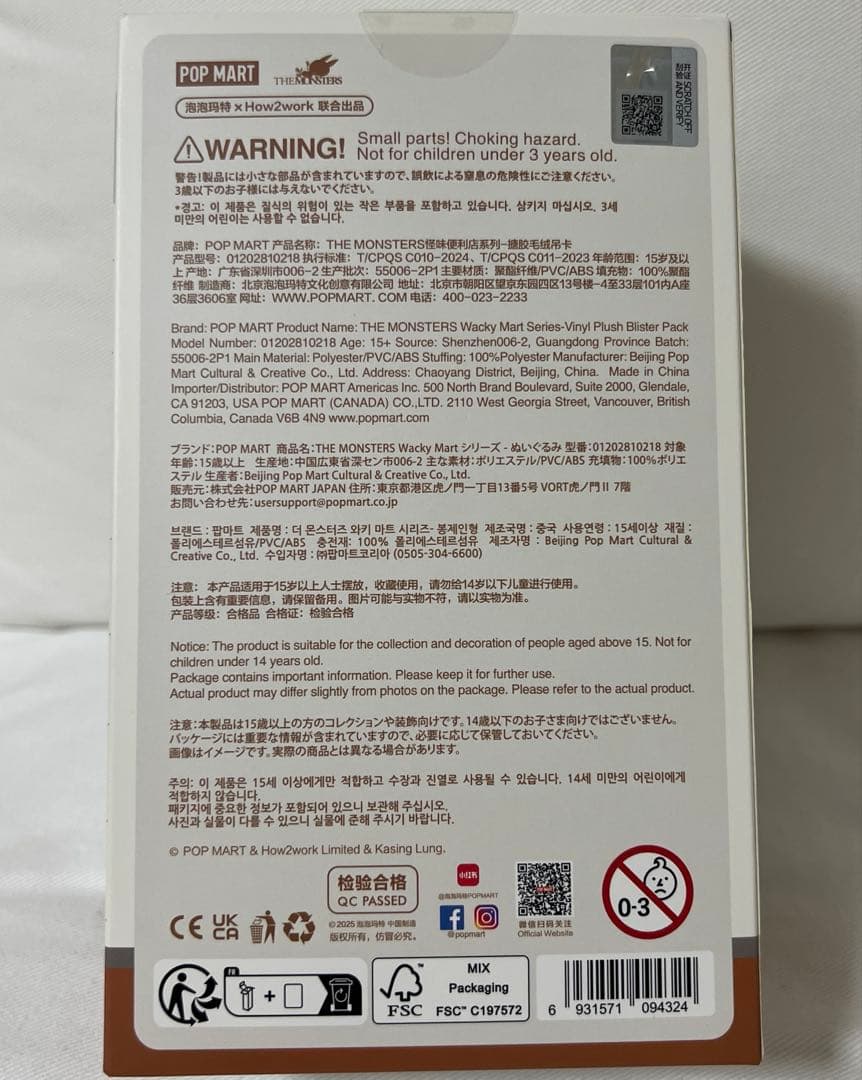 POP MART THE MONSTERS
泡泡玛特 × How2work 联合出品
开证 SCRATCH OFF
刮验 AND VERIFY
WARNING! Small parts! Choking hazard.
Not for children under 3 years old.
警告!製品には小さな部品が含まれていますので、誤飲による窒息の危険性にご注意ください。
3歳以下のお子様には与えないでください。
*경고: 이 제품은 질식의 위험이 있는 작은 부품을 포함하고 있습니다. 삼키지 마십시오. 3세
미만의 어린이는 사용할 수 없습니다.
品牌: POP MART 产品名称: THE MONSTERS怪味便利店系列-搪胶毛绒吊卡
产品型号: 01202810218 执行标准: T/CPQS C010-2024、T/CPQS C011-2023 年龄范围: 15岁及以
上 产地: 广东省深圳市006-2 生产批次: 55006-2P1 主要材质: 聚酯纤维/PVC/ABS 填充物: 100%聚酯
纤维 制造商: 北京泡泡玛特文化创意有限公司 地址: 北京市朝阳区望京东园四区13号楼-4至33层101内A座
36层3606室 网址: WWW.POPMART. COM 电话: 400-023-2233
Brand: POP MART Product Name: THE MONSTERS Wacky Mart Series-Vinyl Plush Blister Pack
Model Number: 01202810218 Age: 15+ Source: Shenzhen006-2, Guangdong Province Batch:
55006-2P1 Main Material: Polyester/PVC/ABS Stuffing: 100%Polyester Manufacturer: Beijing Pop
Mart Cultural & Creative Co., Ltd. Address: Chaoyang District, Beijing, China. Made in China
Importer/Distributor: POP MART Americas Inc. 500 North Brand Boulevard, Suite 2000, Glendale,
CA 91203, USA POP MART (CANADA) CO.,LTD. 2110 West Georgia Street, Vancouver, British
Columbia, Canada V6B 4N9 www.popmart.com
ブランド:POP MART 商品名:THE MONSTERS Wacky Mart シリーズ - ぬいぐるみ 型番:01202810218 対象
年齢:15歳以上 生産地:中国広東省深セン市006-2 主な素材:ポリエステル/PVC/ABS 充填物:100%ポリエ
ステル 生産者:Beijing Pop Mart Cultural & Creative Co., Ltd.
販売元:株式会社POP MART JAPAN 住所:東京都港区虎ノ門一丁目13番5号 VORT虎ノ門Ⅱ 7階
お問い合わせ先:usersupport@popmart.co.jp
브랜드 : 팝마트 제품명 : 더 몬스터즈 와키 마트 시리즈- 봉제인형 제조국명 : 중국 사용연령 : 15세이상 재질 :
폴리에스테르섬유/PVC/ABS 충전재: 100% 폴리에스테르섬유 제조자명 : Beijing Pop Mart Cultural &
Creative Co., Ltd. 수입자명 : ㈜팝마트코리아 (0505-304-6600)
注意: 本产品适用于15岁以上人士摆放，收藏使用，请勿给14岁以下儿童进行使用。
包装上含有重要信息，请保留备用。图片可能与实物不符，请以实物为准。
产品等级: 合格品 合格证: 检验合格
Notice: The product is suitable for the collection and decoration of people aged above 15. Not for
children under 14 years old.
Package contains important information. Please keep it for further use.
Actual product may differ slightly from photos on the package. Please refer to the actual product.
注意:本製品は15歳以上の方のコレクションや装飾向けです。14歳以下のお子さま向けではございません。
パッケージには重要な情報が含まれていますので、必要に応じて保管しておいてください。
画像はイメージです。実際の商品とは異なる場合があります。
주의: 이 제품은 15세 이상에게만 적합하고 수장과 진열로 사용될 수 있습니다. 14세 미만의 어린이에게
적합하지 않습니다.
패키지에 중요한 정보가 포함되어 있으니 보관해 주십시오.
사진과 실물이 다를 수 있으니 실물에 준해 주시기 바랍니다.
© POP MART & How2work Limited & Kasing Lung.
检验合格
QC PASSED
小红书
@泡泡玛特POPMART
@popmart
微信扫码关注
Official Website
0-3
CE UK
CA
©2025 泡泡玛特 中国制造
版权所有，仿冒必究。
FR
+
FSC™
MIX
Packaging
FSC™ C197572
6 931571 094324